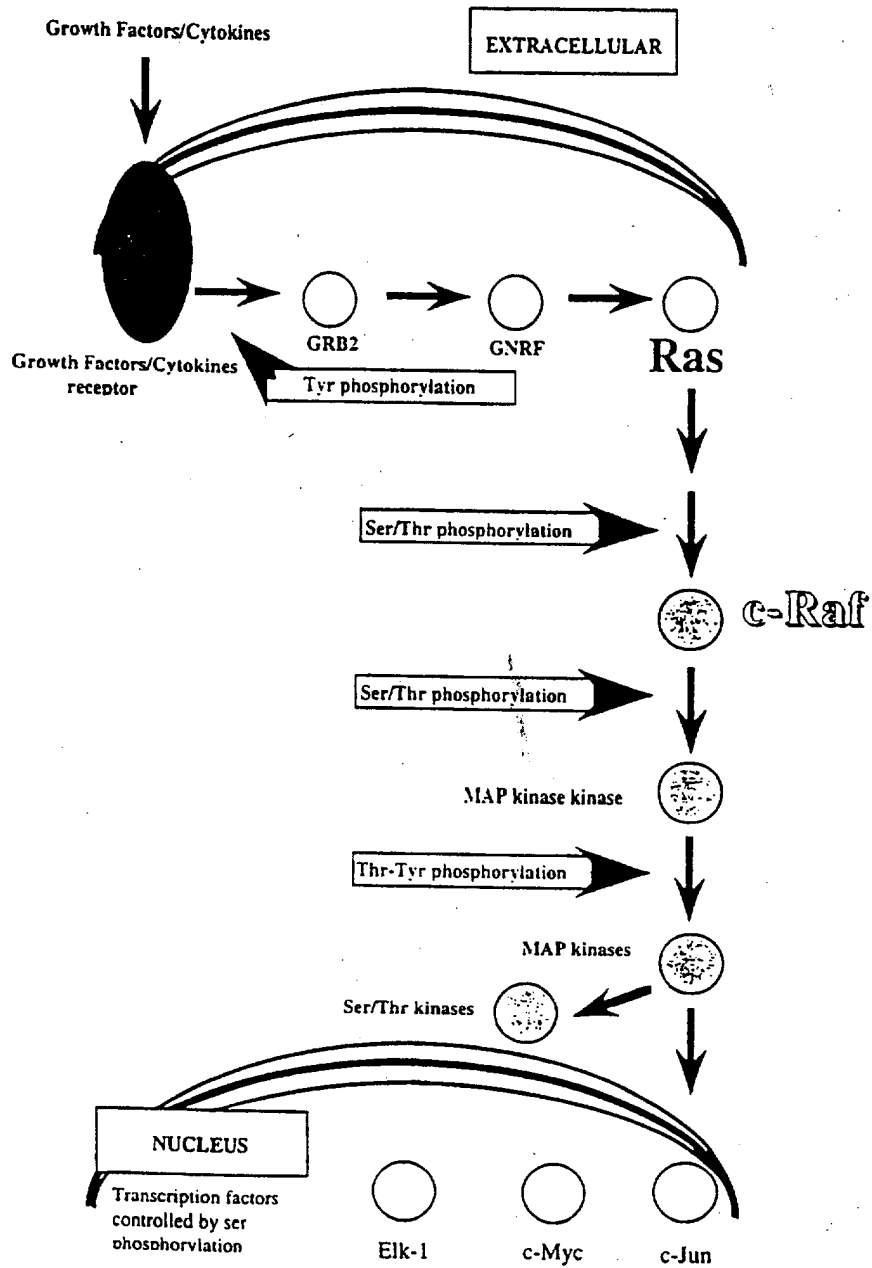 Growth Factors/Cytokines
EXTRACELLULAR
GRB2
GNRF
Ras
Growth Factors/Cytokines
receptor
Tyr phosphorylation
Ser/Thr phosphorylation
c-Raf
Ser/Thr phosphorylation
MAP kinase kinase
Thr-Tyr phosphorylation
MAP kinases
Ser/Thr kinases
NUCLEUS
Transcription factors
controlled by ser
phosphorylation
Elk-1
c-Myc
c-Jun